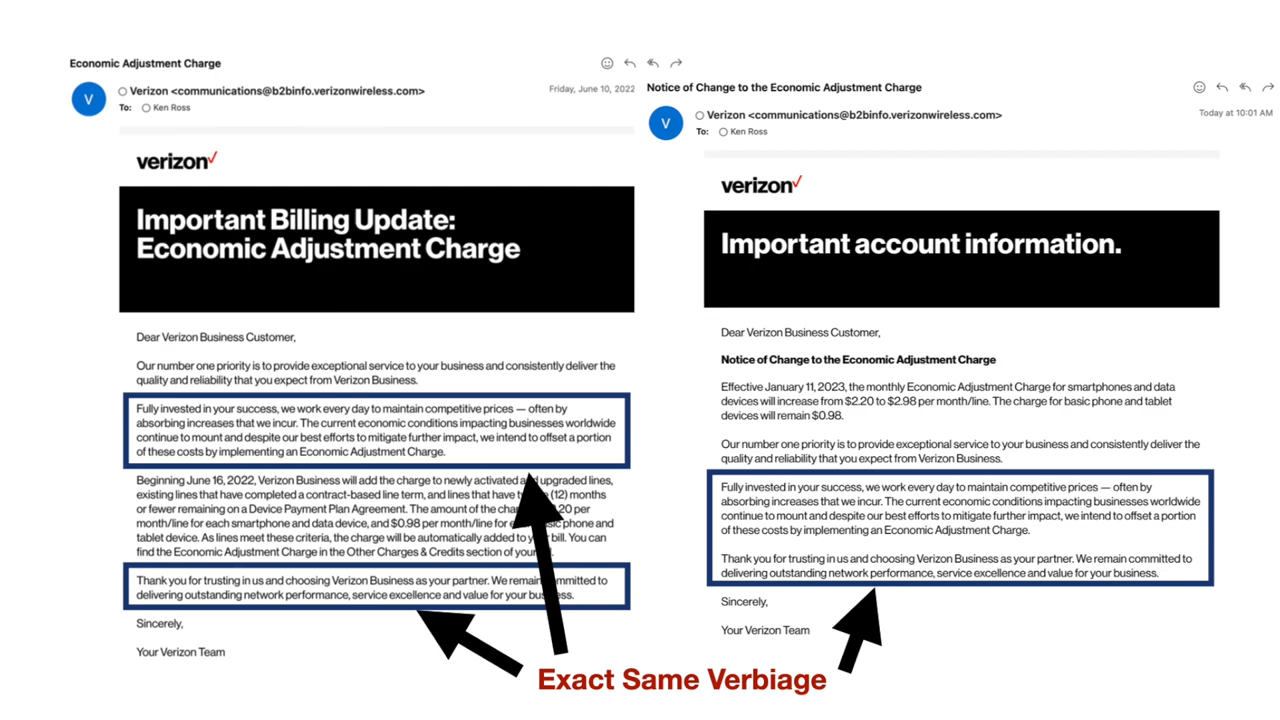 Economic Adjustment Charge
V
Verizon <communications@b2binfo.verizonwireless.com>
Friday, June 10, 2022
To: Ken Ross
verizon
Important Billing Update:
Economic Adjustment Charge
Dear Verizon Business Customer,
Our number one priority is to provide exceptional service to your business and consistently deliver the
quality and reliability that you expect from Verizon Business.
Fully invested in your success, we work every day to maintain competitive prices — often by
absorbing increases that we incur. The current economic conditions impacting businesses worldwide
continue to mount and despite our best efforts to mitigate further impact, we intend to offset a portion
of these costs by implementing an Economic Adjustment Charge.
Beginning June 16, 2022, Verizon Business will add the charge to newly activated and upgraded lines,
existing lines that have completed a contract-based line term, and lines that have (12) months
or fewer remaining on a Device Payment Plan Agreement. The amount of the .20 per
month/line for each smartphone and data device, and $0.98 per month/line for phone and
tablet device. As lines meet these criteria, the charge will be automatically added to bill. You can
find the Economic Adjustment Charge in the Other Charges & Credits section of
Thank you for trusting in us and choosing Verizon Business as your partner. We remain committed to
delivering outstanding network performance, service excellence and value for your business.
Sincerely,
Your Verizon Team
Notice of Change to the Economic Adjustment Charge
V
Verizon <communications@b2binfo.verizonwireless.com>
Today at 10:01 AM
To: Ken Ross
verizon
Important account information.
Dear Verizon Business Customer,
Notice of Change to the Economic Adjustment Charge
Effective January 11, 2023, the monthly Economic Adjustment Charge for smartphones and data
devices will increase from $2.20 to $2.98 per month/line. The charge for basic phone and tablet
devices will remain $0.98.
Our number one priority is to provide exceptional service to your business and consistently deliver the
quality and reliability that you expect from Verizon Business.
Fully invested in your success, we work every day to maintain competitive prices — often by
absorbing increases that we incur. The current economic conditions impacting businesses worldwide
continue to mount and despite our best efforts to mitigate further impact, we intend to offset a portion
of these costs by implementing an Economic Adjustment Charge.
Thank you for trusting in us and choosing Verizon Business as your partner. We remain committed to
delivering outstanding network performance, service excellence and value for your business.
Sincerely,
Your Verizon Team
Exact Same Verbiage